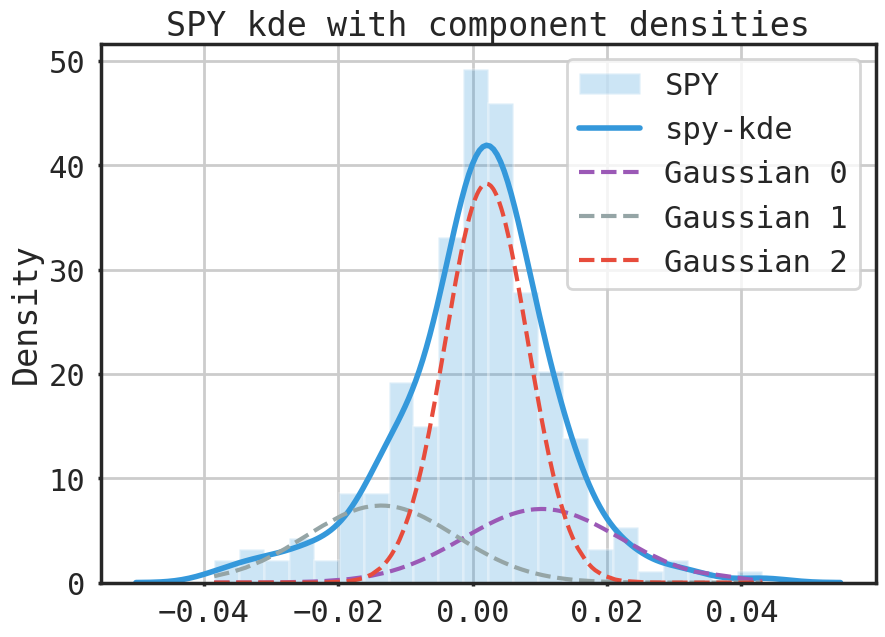 SPY kde with component densities
50
40
30
20
10
0
Density
SPY
spy-kde
Gaussian 0
Gaussian 1
Gaussian 2
−0.04 −0.02 0.00 0.02 0.04